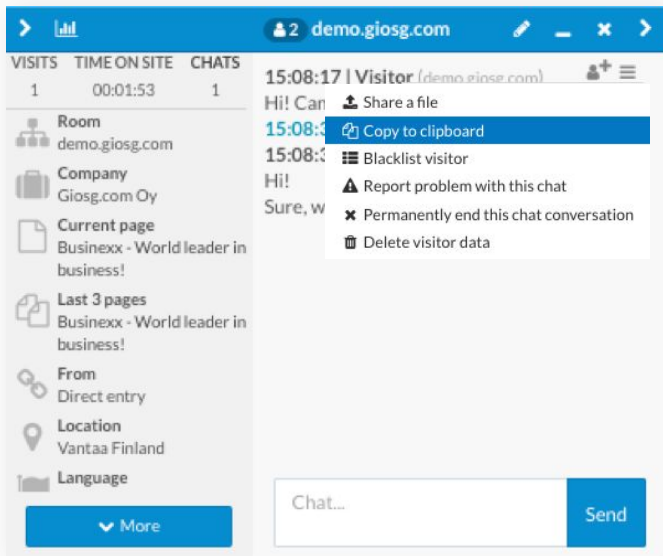 2 demo.giosg.com
VISITS TIME ON SITE CHATS
1 00:01:53 1
Room
demo.giosg.com
Company
Giosg.com Oy
Current page
Businexx - World leader in
business!
Last 3 pages
Businexx - World leader in
business!
From
Direct entry
Location
Vantaa Finland
Language
More
15:08:17 | Visitor (demo.giosg.com)
Hi! Can
15:08:3
15:08:3
Hi!
Sure, w
Share a file
Copy to clipboard
Blacklist visitor
Report problem with this chat
Permanently end this chat conversation
Delete visitor data
Chat...
Send